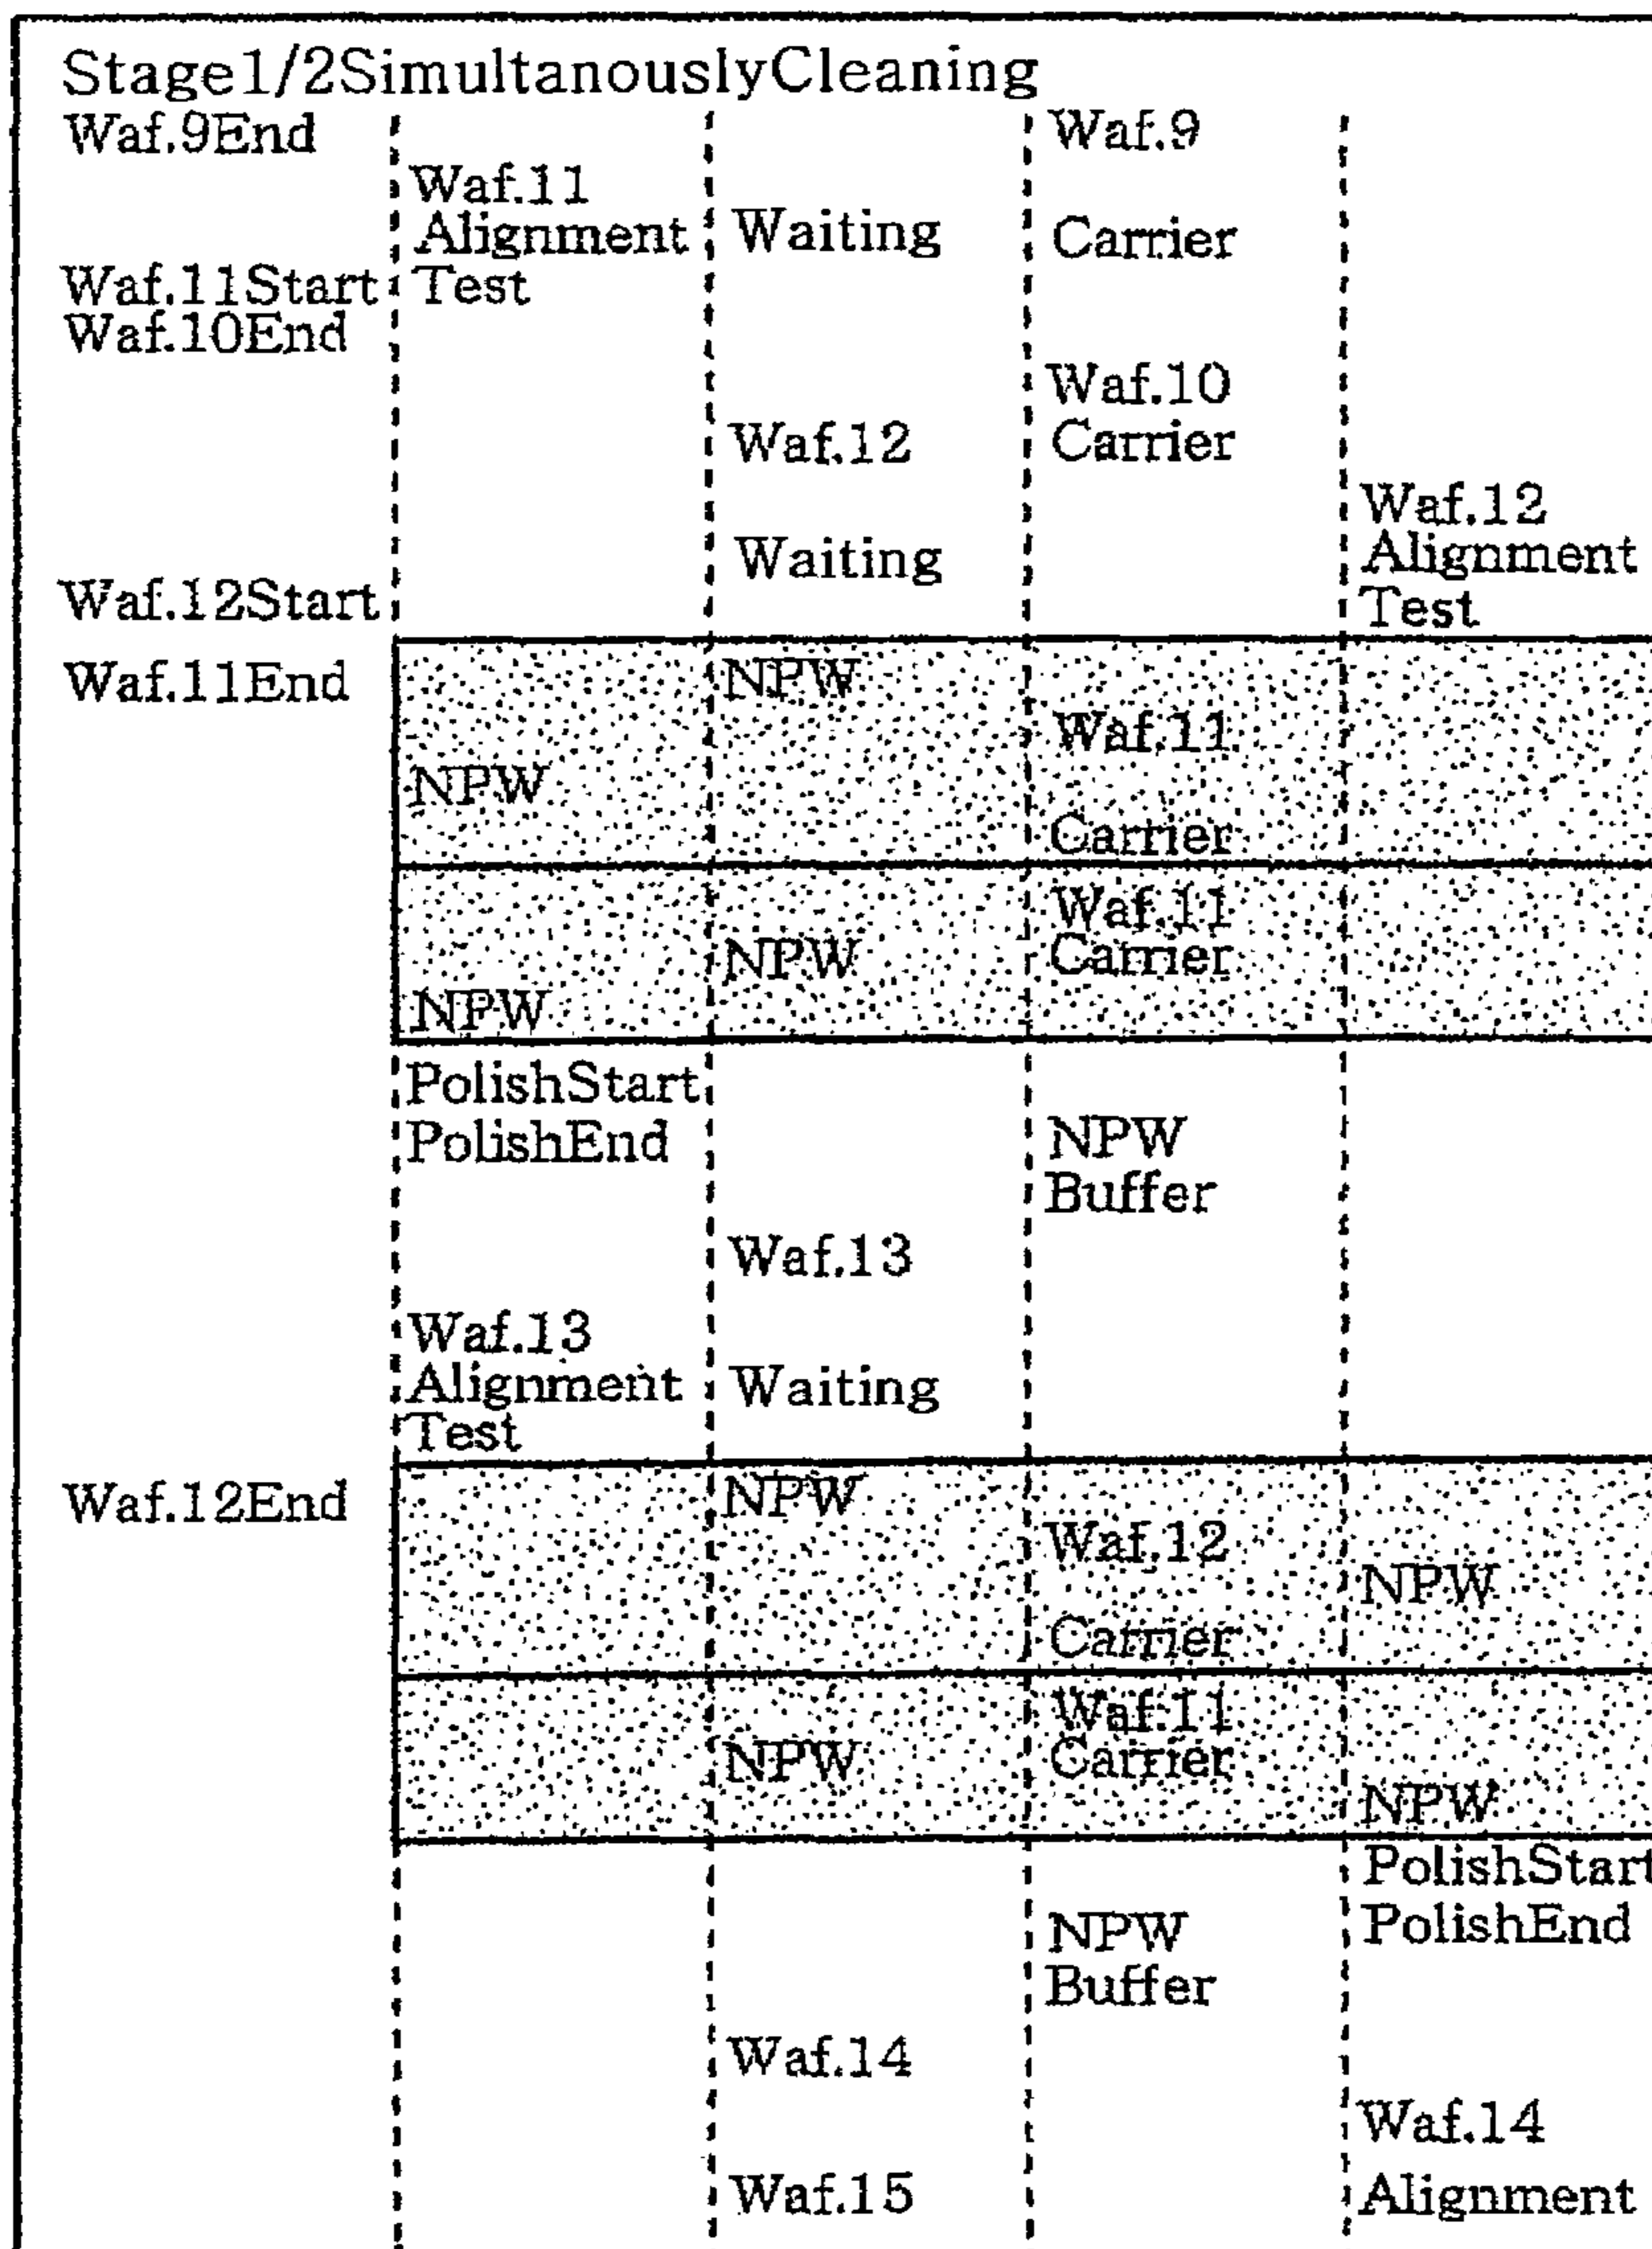 Stage1/2SimultanouslyCleaning
Waf.9End
Waf.9
Waf.11
Alignment
Waiting
Carrier
Waf.11Start
Test
Waf.10End
Waf.10
Waf.12
Carrier
Waf.12
Waiting
Alignment
Waf.12Start
Test
Waf.11End
NPW
Waf.11
NPW
Carrier
Waf.11
NPW
Carrier
NPW
PolishStart
PolishEnd
NPW
Buffer
Waf.13
Waf.13
Alignment
Waiting
Test
Waf.12End
NPW
Waf.12
NPW
Carrier
Waf.11
NPW
Carrier
NPW
PolishStart
NPW
PolishEnd
Buffer
Waf.14
Waf.14
Waf.15
Alignment